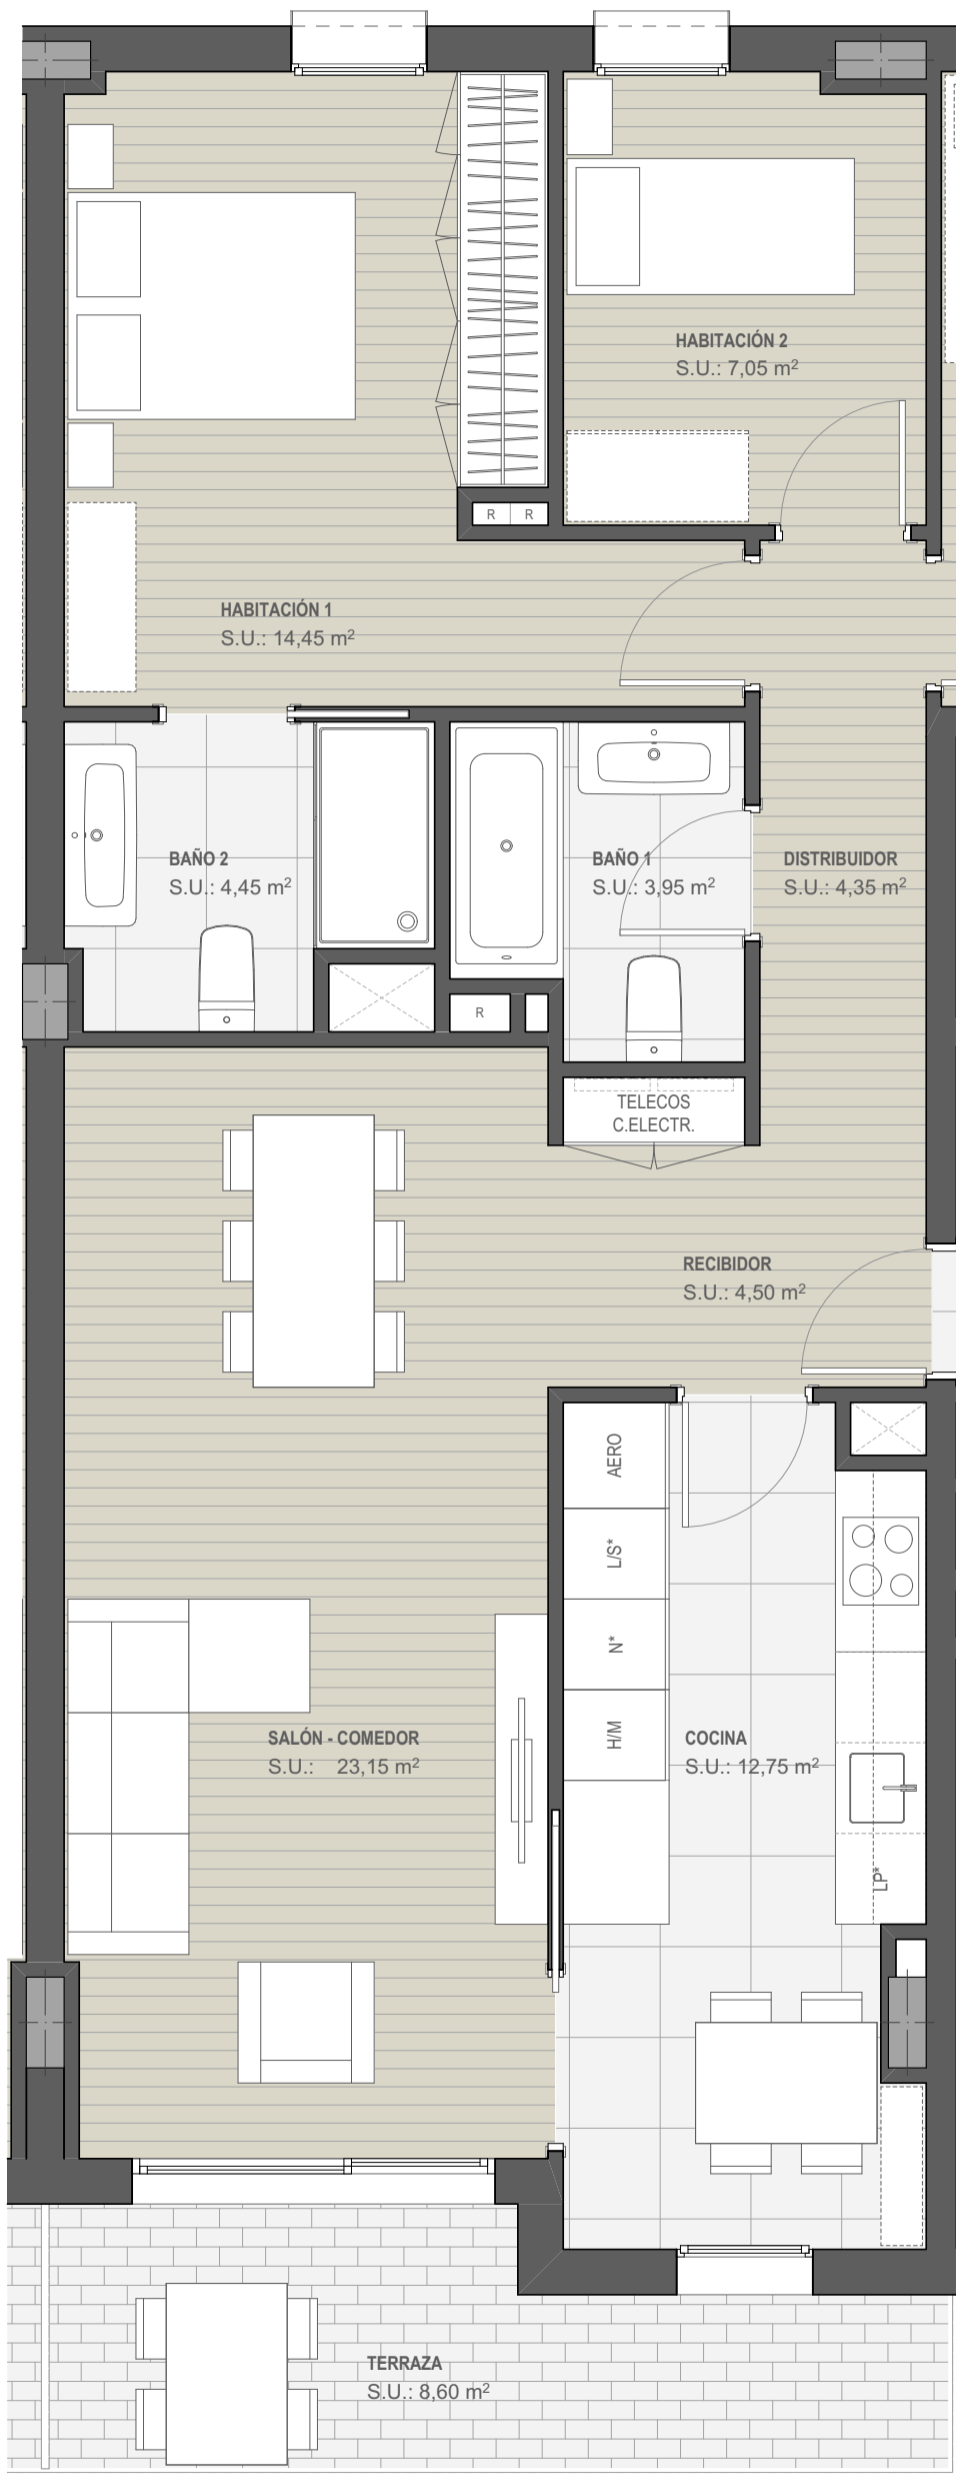 HABITACIÓN 2
S.U.: 7,05 m²
R R
HABITACIÓN 1
S.U.: 14,45 m²
BAÑO 2
S.U.: 4,45 m²
BAÑO 1
S.U.: 3,95 m²
DISTRIBUIDOR
S.U.: 4,35 m²
R
TELECOS
C.ELECTR.
RECIBIDOR
S.U.: 4,50 m²
AERO
L/S*
N*
H/M
SALÓN - COMEDOR
S.U.: 23,15 m²
COCINA
S.U.: 12,75 m²
LP*
TERRAZA
S.U.: 8,60 m²